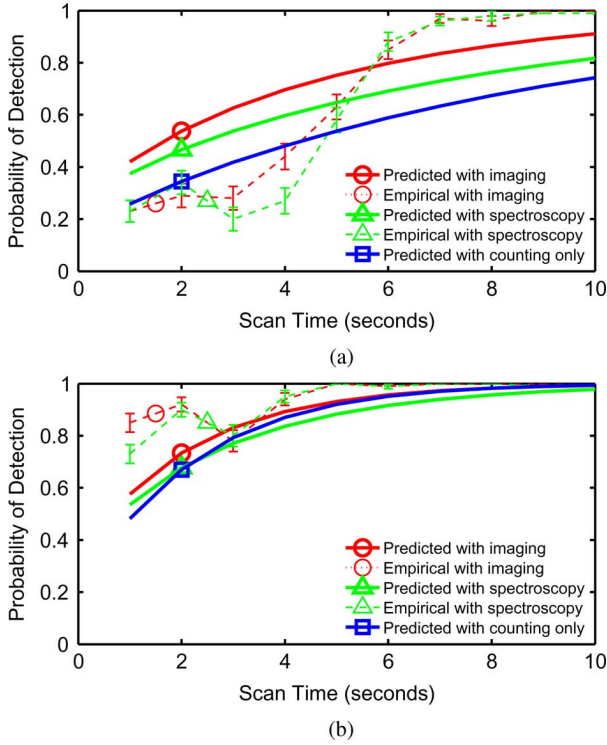 1
0.8
0.6
0.4
0.2
0
Probability of Detection
Predicted with imaging
Empirical with imaging
Predicted with spectroscopy
Empirical with spectroscopy
Predicted with counting only
0 2 4 6 8 10
Scan Time (seconds)
(a)
1
0.8
0.6
0.4
0.2
0
Probability of Detection
Predicted with imaging
Empirical with imaging
Predicted with spectroscopy
Empirical with spectroscopy
Predicted with counting only
0 2 4 6 8 10
Scan Time (seconds)
(b)